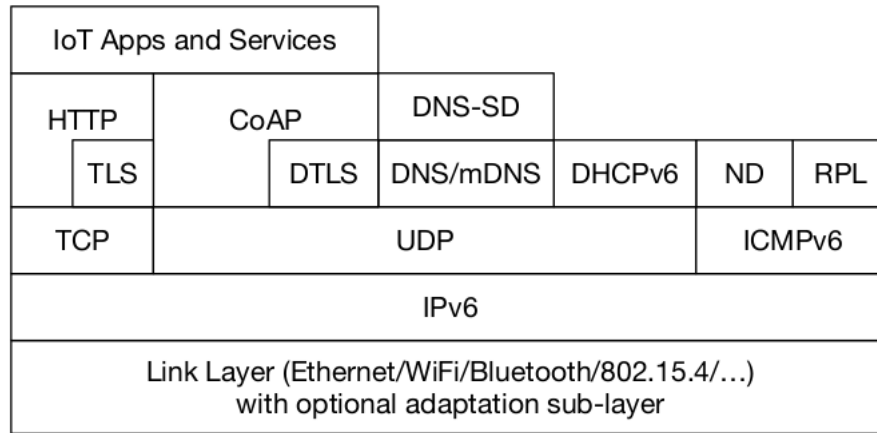 IoT Apps and Services
HTTP
CoAP
DNS-SD
TLS
DTLS
DNS/mDNS
DHCPv6
ND
RPL
TCP
UDP
ICMPv6
IPv6
Link Layer (Ethernet/WiFi/Bluetooth/802.15.4/…)
with optional adaptation sub-layer